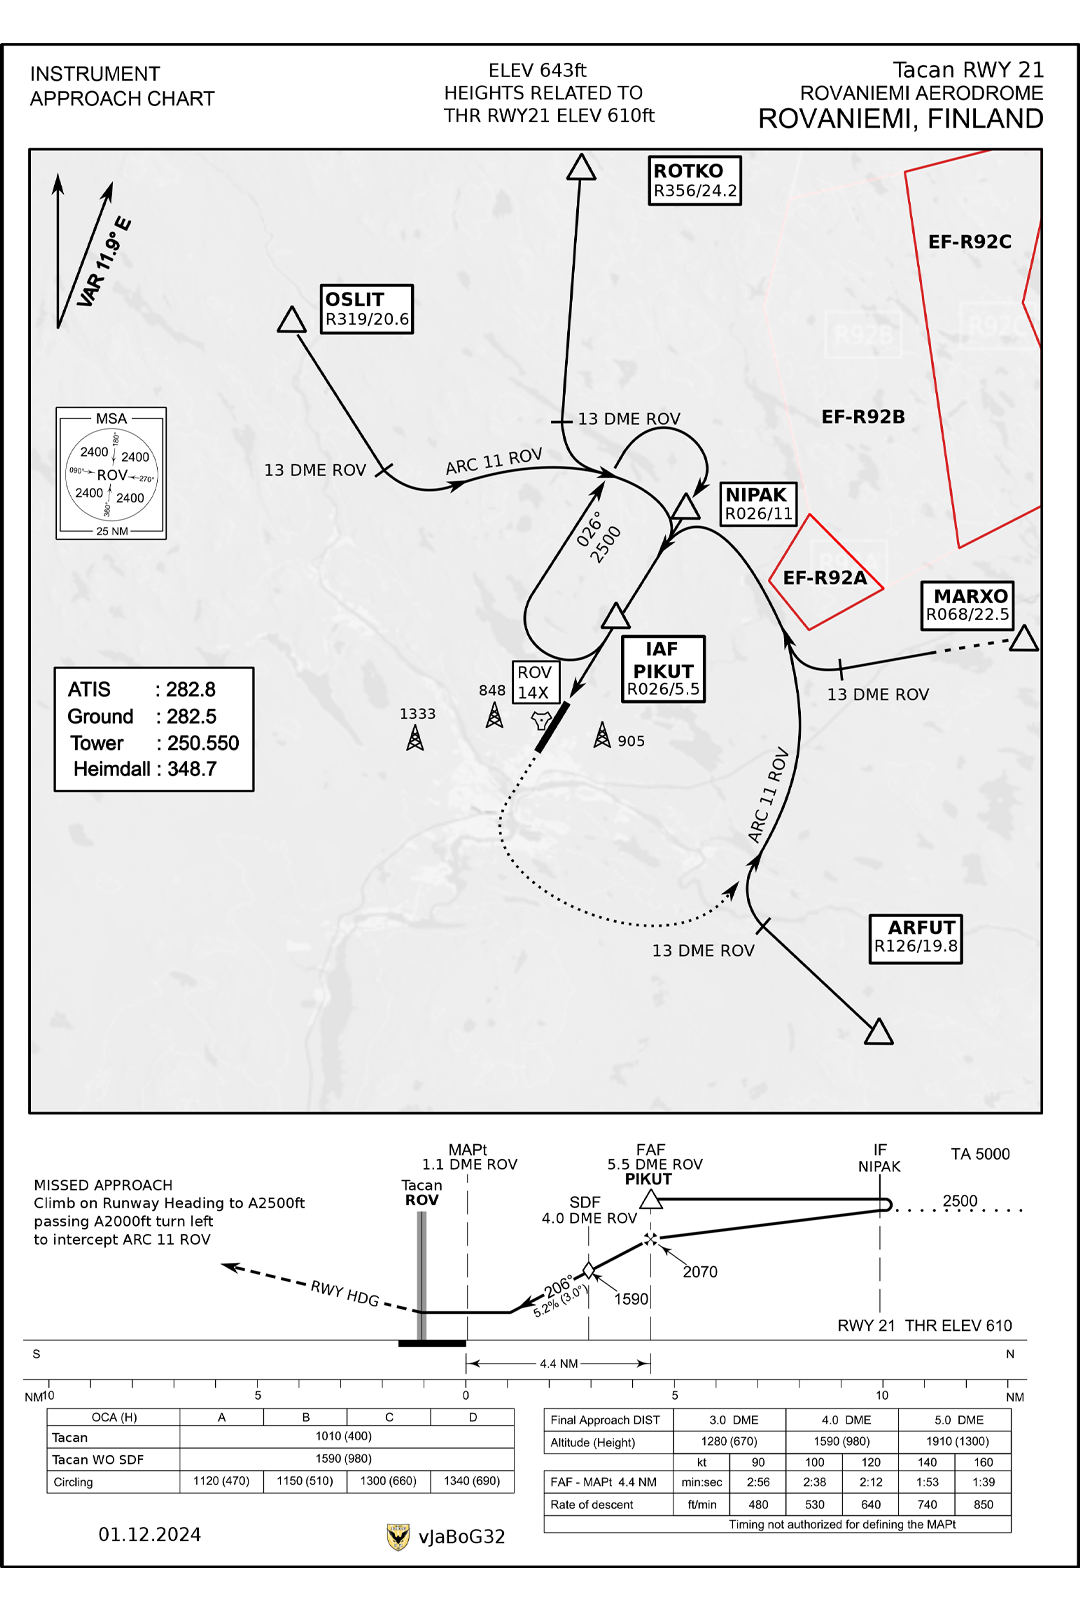 INSTRUMENT
APPROACH CHART
ELEV 643ft
HEIGHTS RELATED TO
THR RWY21 ELEV 610ft
Tacan RWY 21
ROVANIEMI AERODROME
ROVANIEMI, FINLAND
VAR 11.9° E
ROTKO
R356/24.2
EF-R92C
OSLIT
R319/20.6
R92B
R92C
EF-R92B
MSA
2400
2400
180°
090°
ROV
270°
2400
2400
360°
25 NM
13 DME ROV
13 DME ROV
ARC 11 ROV
NIPAK
R026/11
026°
2500
EF-R92A
MARXO
R068/22.5
IAF
PIKUT
R026/5.5
ROV
14X
13 DME ROV
848
1333
905
ATIS : 282.8
Ground : 282.5
Tower : 250.550
Heimdall : 348.7
ARC 11 ROV
ARFUT
R126/19.8
13 DME ROV
MISSED APPROACH
Climb on Runway Heading to A2500ft
passing A2000ft turn left
to intercept ARC 11 ROV
MAPt
1.1 DME ROV
Tacan
ROV
FAF
5.5 DME ROV
PIKUT
SDF
4.0 DME ROV
IF
NIPAK
TA 5000
2500
2070
1590
206°
5.2% (3.0°)
RWY HDG
RWY 21 THR ELEV 610
4.4 NM
S
N
NM 10 5 0 5 10 NM
OCA (H) A B C D
Tacan 1010 (400)
Tacan WO SDF 1590 (980)
Circling 1120 (470) 1150 (510) 1300 (660) 1340 (690)
Final Approach DIST 3.0 DME 4.0 DME 5.0 DME
Altitude (Height) 1280 (670) 1590 (980) 1910 (1300)
kt 90 100 120 140 160
FAF - MAPt 4.4 NM min:sec 2:56 2:38 2:12 1:53 1:39
Rate of descent ft/min 480 530 640 740 850
Timing not authorized for defining the MAPt
01.12.2024
vJaBoG32